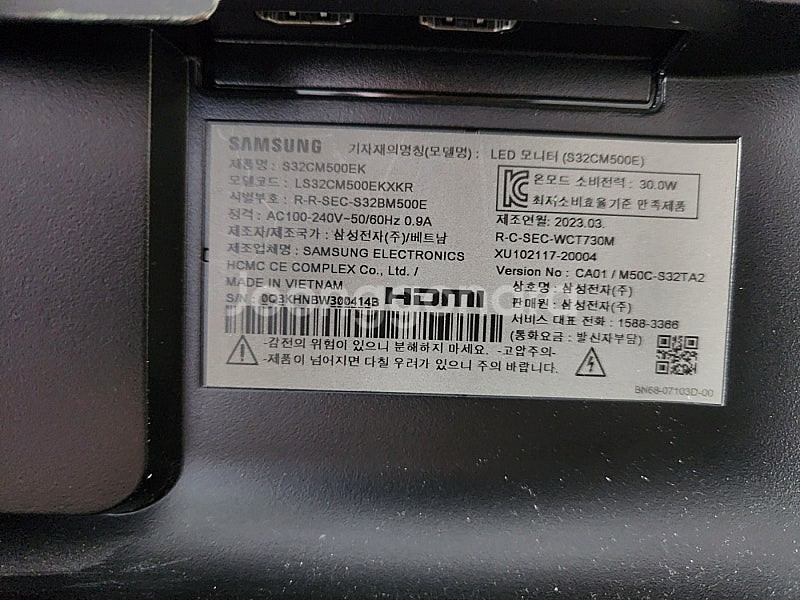 SAMSUNG 기자재의명칭(모델명) : LED 모니터 (S32CM500E)
제품명 : S32CM500EK
모델코드 : LS32CM500EKXKR
식별부호 : R-R-SEC-S32BM500E
정격 : AC100-240V~50/60Hz 0.9A
제조자/제조국가 : 삼성전자(주)/베트남
제조업체명 : SAMSUNG ELECTRONICS
HCMC CE COMPLEX Co., Ltd. /
MADE IN VIETNAM
S/N : 0Q3KHNBW300414B
HDMI
온모드 소비전력 : 30.0W
최저소비효율기준 만족제품
제조연월: 2023.03.
R-C-SEC-WCT730M
XU102117-20004
Version No : CA01 / M50C-S32TA2
상호명 : 삼성전자(주)
판매원 : 삼성전자(주)
서비스 대표 전화 : 1588-3366
(통화요금 : 발신자부담)
-감전의 위험이 있으니 분해하지 마세요. -고압주의-
-제품이 넘어지면 다칠 우려가 있으니 주의 바랍니다.
BN68-07103D-00